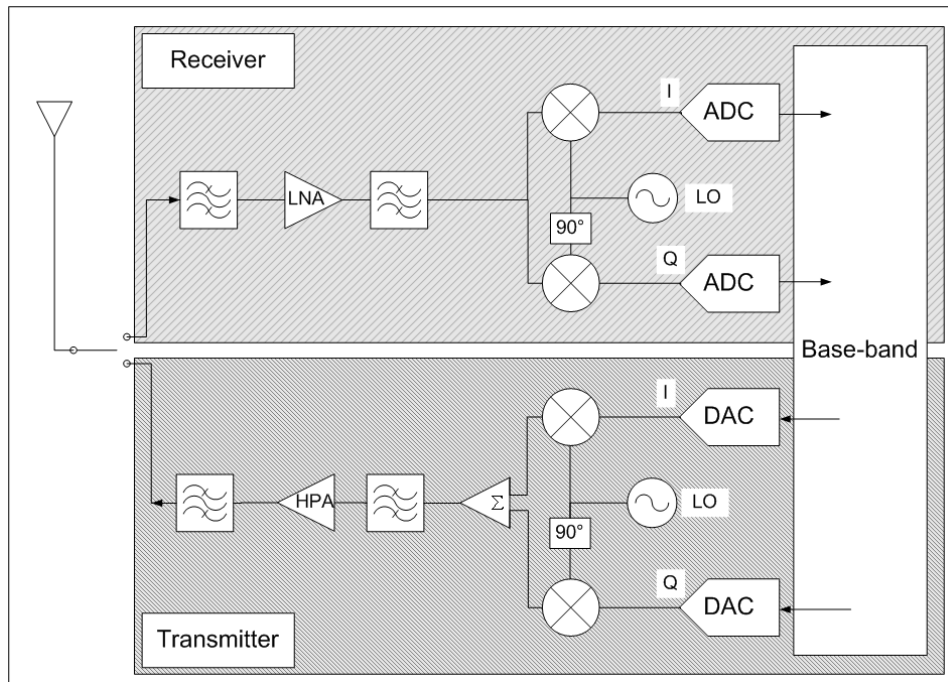 Receiver
I
ADC
LNA
LO
90°
Q
ADC
Base-band
I
DAC
HPA
Σ
LO
90°
Q
DAC
Transmitter